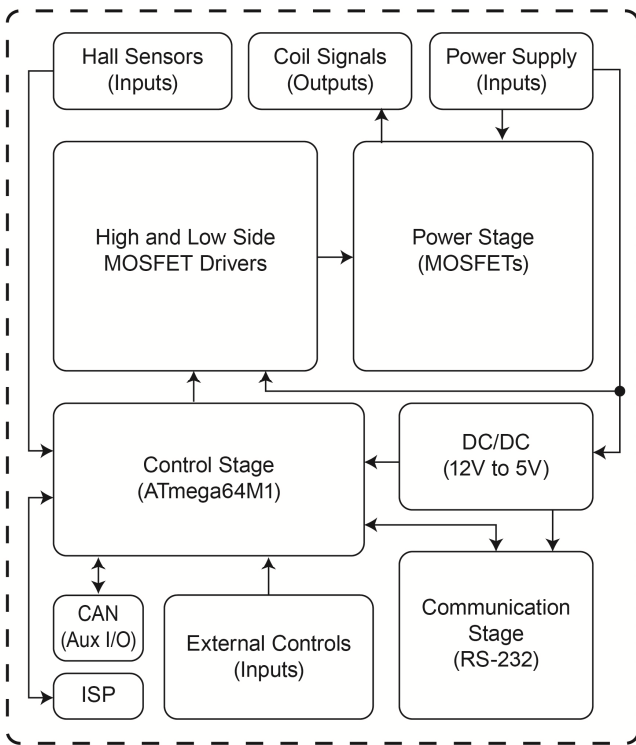 Hall Sensors
(Inputs)
Coil Signals
(Outputs)
Power Supply
(Inputs)
High and Low Side
MOSFET Drivers
Power Stage
(MOSFETs)
Control Stage
(ATmega64M1)
DC/DC
(12V to 5V)
CAN
(Aux I/O)
External Controls
(Inputs)
Communication
Stage
(RS-232)
ISP